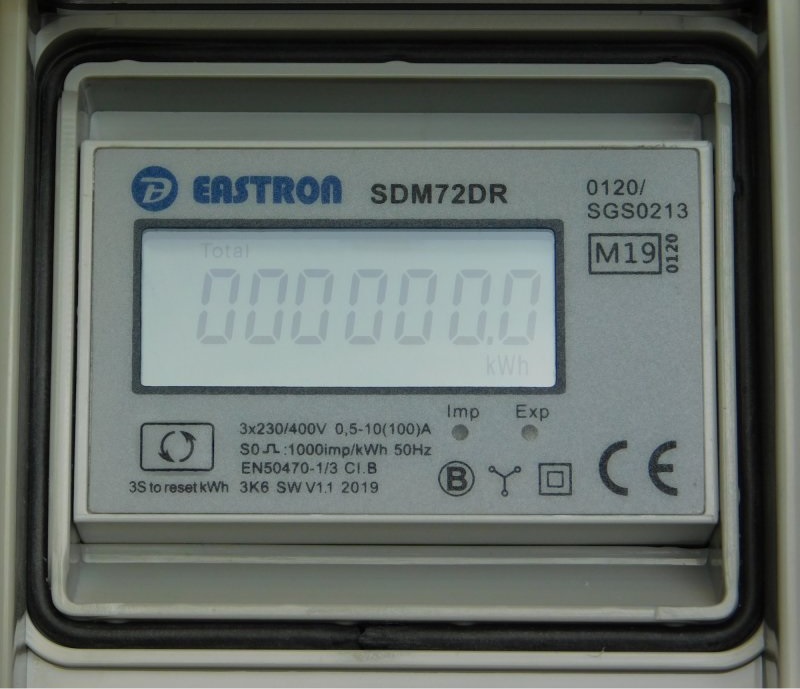 EASTRON SDM72DR
0120/
SGS0213
M19 0120
Total
000000.0
kWh
Imp Exp
3x230/400V 0,5-10(100)A
S0⎍:1000imp/kWh 50Hz
EN50470-1/3 Cl.B
3S to reset kWh 3K6 SW V1.1 2019
B
CE